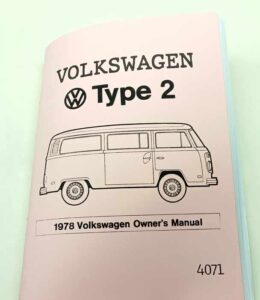 VOLKSWAGEN
Type 2
1978 Volkswagen Owner's Manual
4071